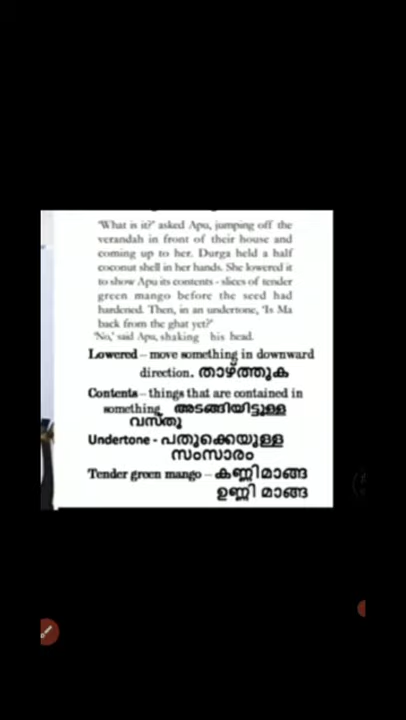 'What is it?' asked Apu, jumping off the
verandah in front of their house and
coming up to her. Durga held a half
coconut shell in her hands. She lowered it
to show Apu its contents - slices of tender
green mango before the seed had
hardened. Then, in an undertone, 'Is Ma
back from the ghat yet?'
'No,' said Apu, shaking his head.
Lowered – move something in downward
direction. താഴ്ത്തുക
Contents – things that are contained in
something അടങ്ങിയിട്ടുള്ള
വസ്തു
Undertone - പതുക്കെയുള്ള
സംസാരം
Tender green mango – കണ്ണിമാങ്ങ
ഉണ്ണി മാങ്ങ